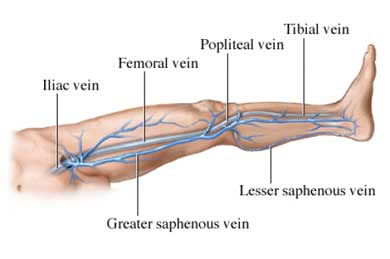 Tibial vein
Popliteal vein
Femoral vein
Iliac vein
Lesser saphenous vein
Greater saphenous vein